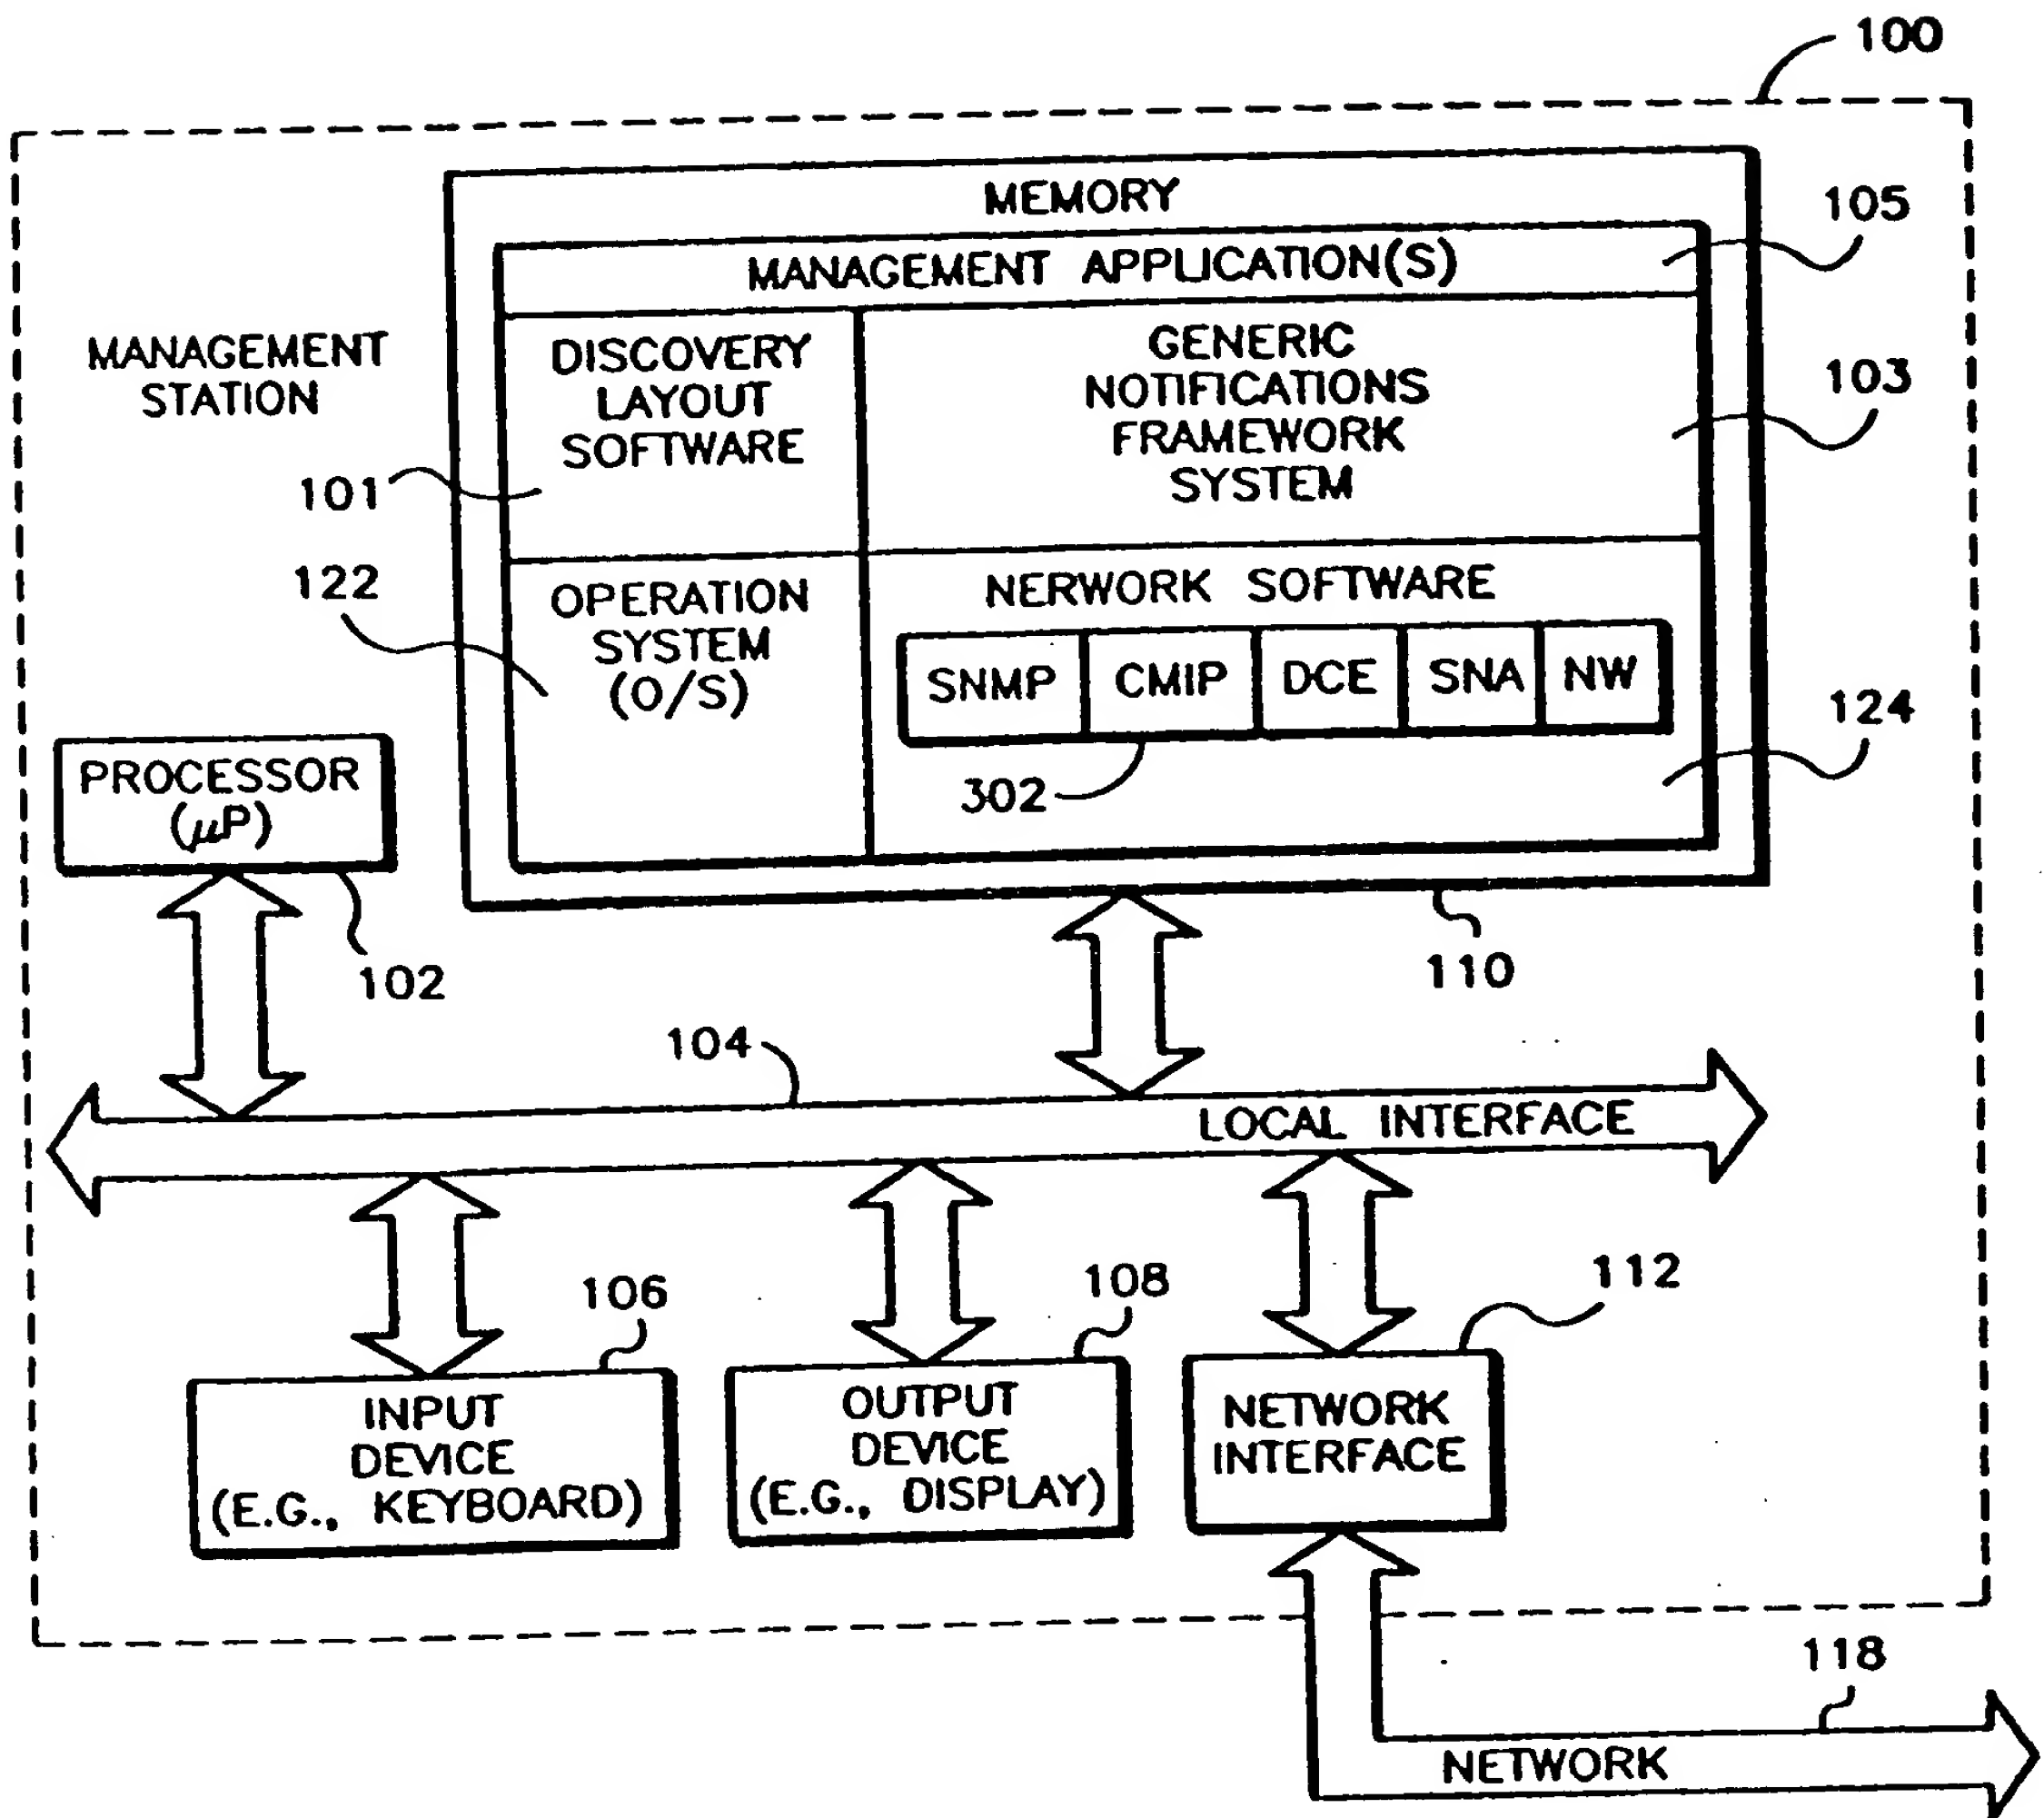 100
MEMORY
105
MANAGEMENT APPLICATION(S)
MANAGEMENT
STATION
DISCOVERY
LAYOUT
SOFTWARE
GENERIC
NOTIFICATIONS
FRAMEWORK
SYSTEM
103
101
122
OPERATION
SYSTEM
(O/S)
NERWORK SOFTWARE
SNMP CMIP DCE SNA NW
124
302
PROCESSOR
(μP)
102
110
104
LOCAL INTERFACE
106
108
112
INPUT
DEVICE
(E.G., KEYBOARD)
OUTPUT
DEVICE
(E.G., DISPLAY)
NETWORK
INTERFACE
118
NETWORK